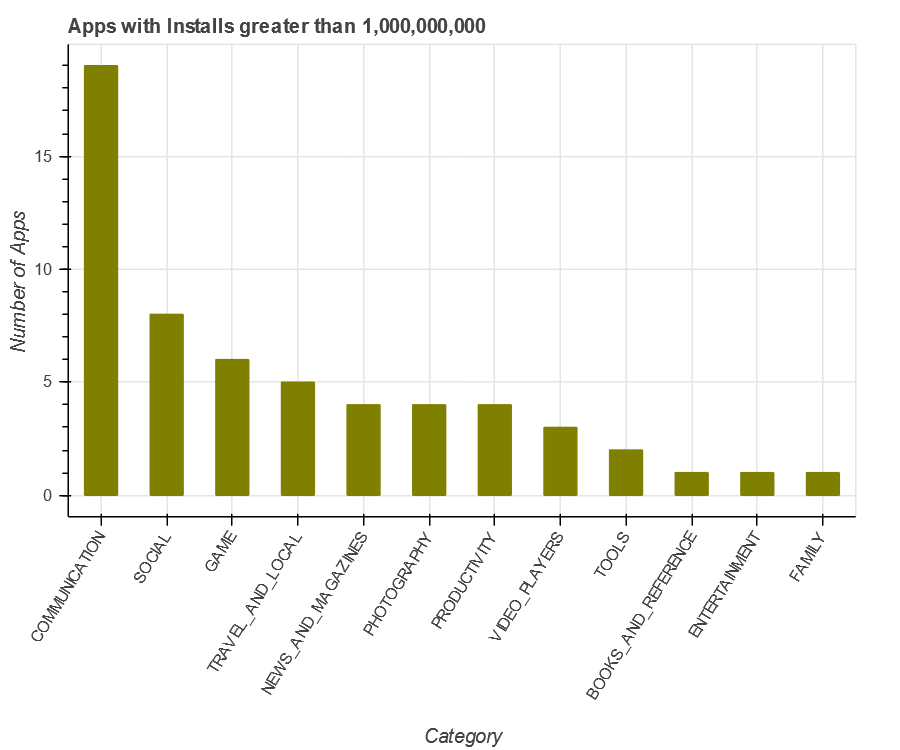 Apps with Installs greater than 1,000,000,000
Number of Apps
15
10
5
0
COMMUNICATION
SOCIAL
GAME
TRAVEL_AND_LOCAL
NEWS_AND_MAGAZINES
PHOTOGRAPHY
PRODUCTIVITY
VIDEO_PLAYERS
TOOLS
BOOKS_AND_REFERENCE
ENTERTAINMENT
FAMILY
Category